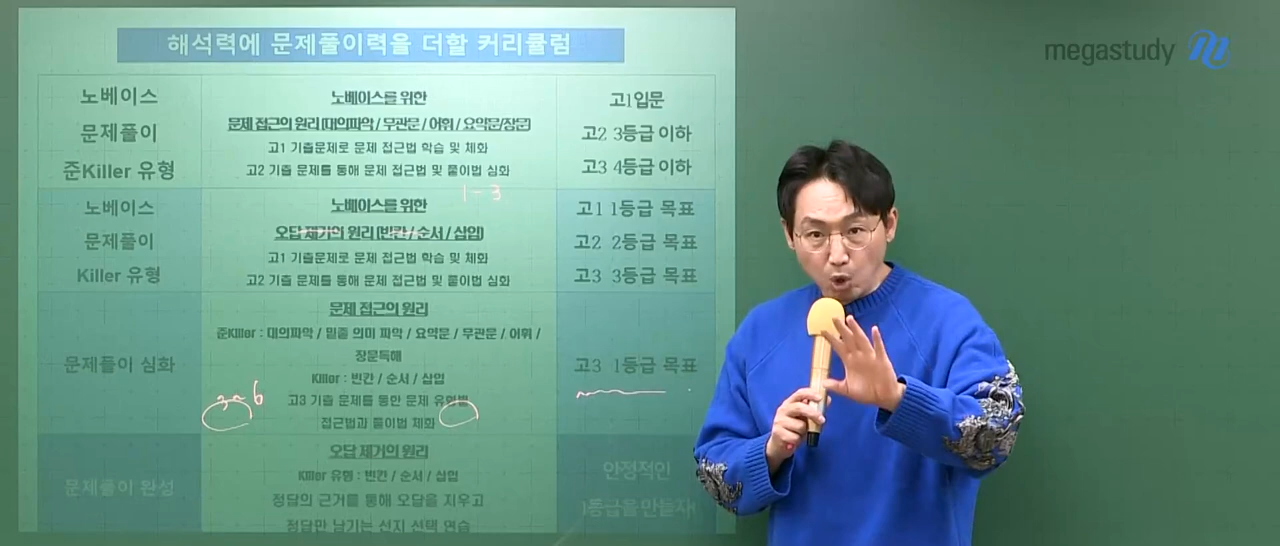 해석력에 문제풀이력을 더할 커리큘럼
megastudy
노베이스
문제풀이
준Killer 유형
노베이스를 위한
문제 접근의 원리 (대의파악 / 무관문 / 어휘 / 요약문/장문)
고1 기출문제로 문제 접근법 학습 및 체화
고2 기출 문제를 통해 문제 접근법 및 풀이법 심화
고1입문
고2 3등급 이하
고3 4등급 이하
1-3
노베이스
문제풀이
Killer 유형
노베이스를 위한
오답 제거의 원리 (빈칸 / 순서 / 삽입)
고1 기출문제로 문제 접근법 학습 및 체화
고2 기출 문제를 통해 문제 접근법 및 풀이법 심화
고1 1등급 목표
고2 2등급 목표
고3 3등급 목표
문제풀이 심화
문제 접근의 원리
준Killer : 대의파악 / 밑줄 의미 파악 / 요약문 / 무관문 / 어휘 /
장문독해
Killer : 빈칸 / 순서 / 삽입
고3 기출 문제를 통한 문제 유형별
접근법과 풀이법 체화
고3 1등급 목표
문제풀이 완성
오답 제거의 원리
Killer 유형 : 빈칸 / 순서 / 삽입
정답의 근거를 통해 오답을 지우고
정답만 남기는 선지 선택 연습
안정적인
1등급을 만들자!